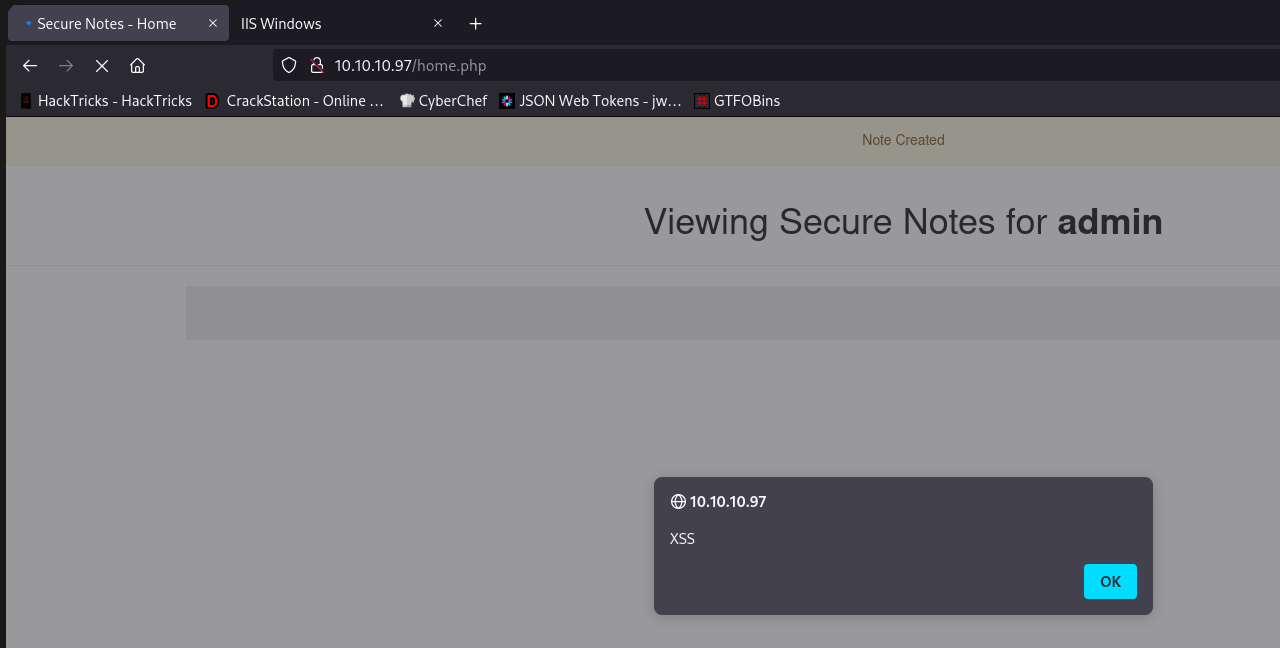 Secure Notes - Home
IIS Windows
10.10.10.97/home.php
HackTricks - HackTricks
CrackStation - Online ...
CyberChef
JSON Web Tokens - jw...
GTFOBins
Note Created
Viewing Secure Notes for admin
10.10.10.97
XSS
OK